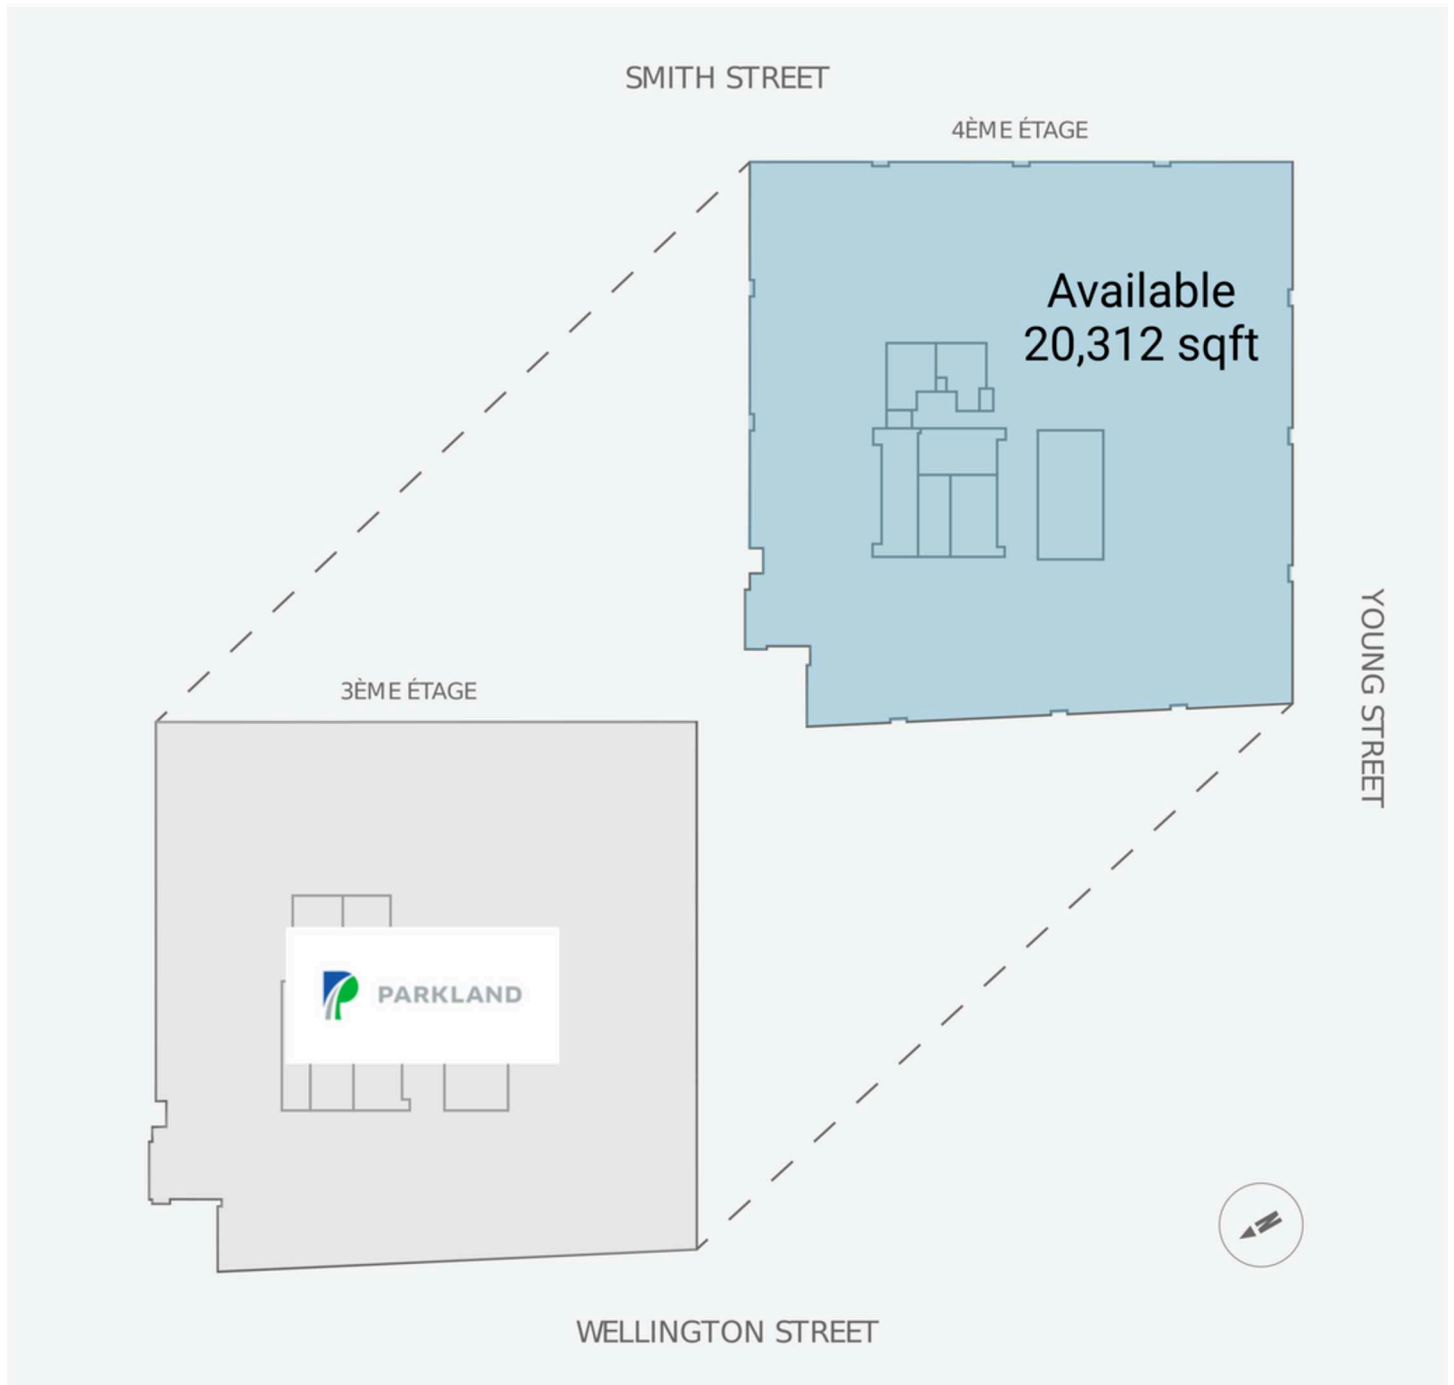 SMITH STREET
4ÈME ÉTAGE
Available
20,312 sqft
YOUNG STREET
3ÈME ÉTAGE
PARKLAND
N
WELLINGTON STREET